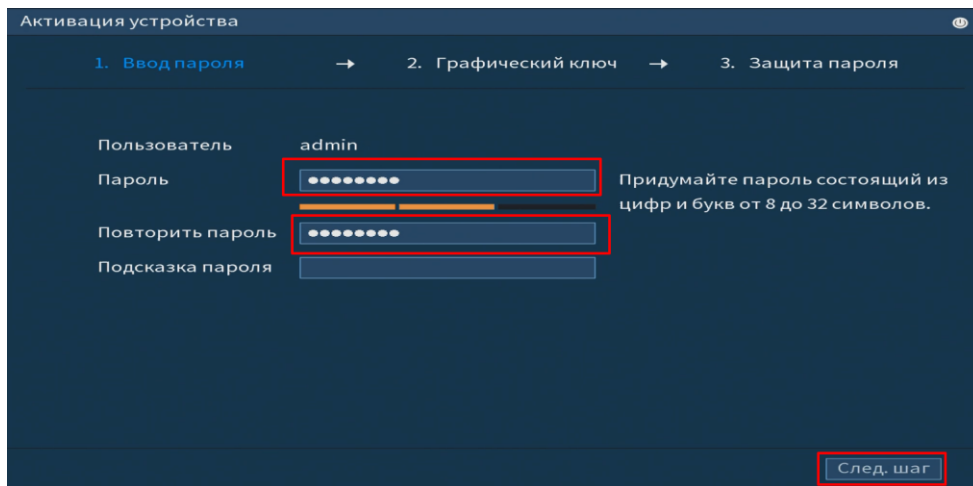 Активация устройства
1. Ввод пароля → 2. Графический ключ → 3. Защита пароля
Пользователь admin
Пароль ●●●●●●●● Придумайте пароль состоящий из
цифр и букв от 8 до 32 символов.
Повторить пароль ●●●●●●●●
Подсказка пароля
След. шаг